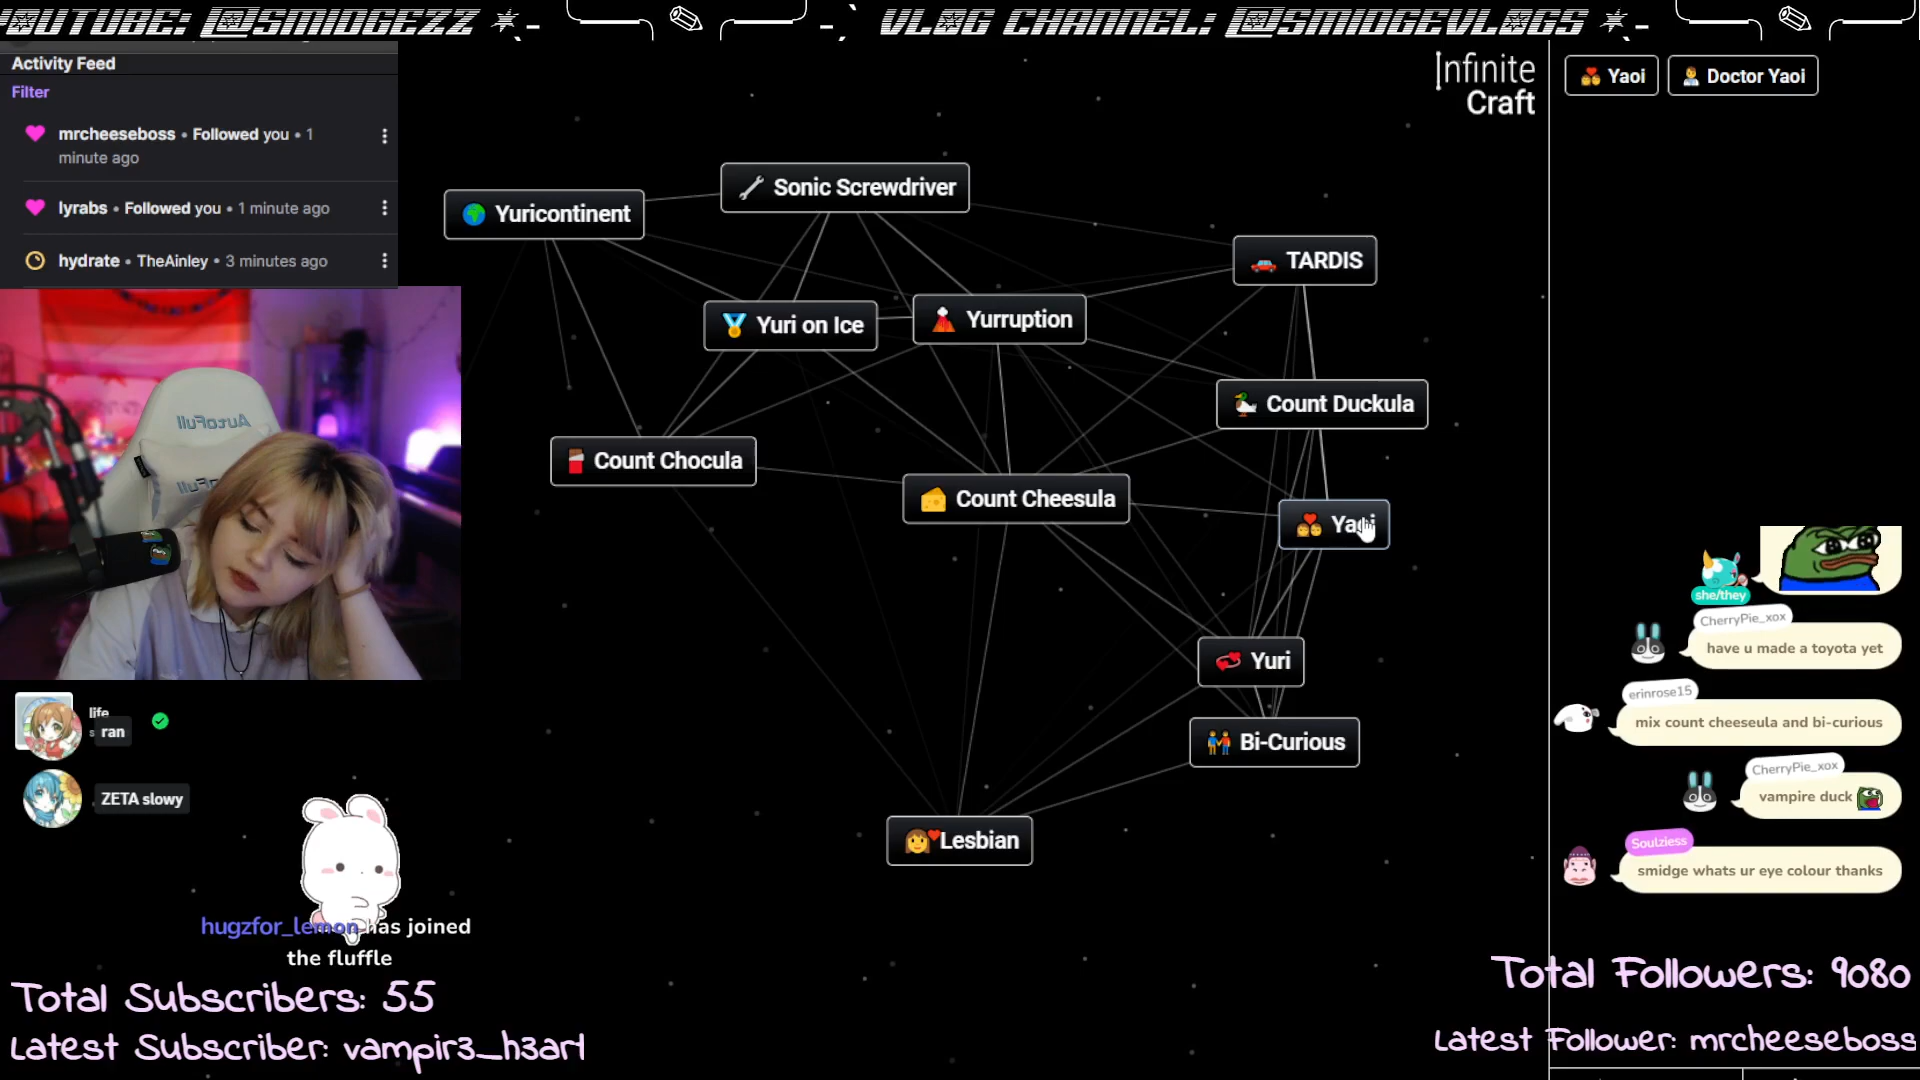 YOUTUBE: @SMIDGEZZ
VLOG CHANNEL: @SMIDGEVLOGS
Activity Feed
Filter
mrcheeseboss • Followed you • 1
minute ago
lyrabs • Followed you • 1 minute ago
hydrate • TheAinley • 3 minutes ago
Infinite
Craft
Yaoi
Doctor Yaoi
Sonic Screwdriver
Yuricontinent
TARDIS
Yuri on Ice
Yurruption
Count Duckula
Count Chocula
Count Cheesula
Yaoi
Yuri
Bi-Curious
Lesbian
AutoFull
she/they
CherryPie_xox
have u made a toyota yet
erinrose15
mix count cheeseula and bi-curious
CherryPie_xox
vampire duck
Soulziess
smidge whats ur eye colour thanks
life
ran
ZETA slowy
hugzfor_lemon has joined
the fluffle
Total Subscribers: 55
Latest Subscriber: vampir3_h3art
Total Followers: 9080
Latest Follower: mrcheeseboss